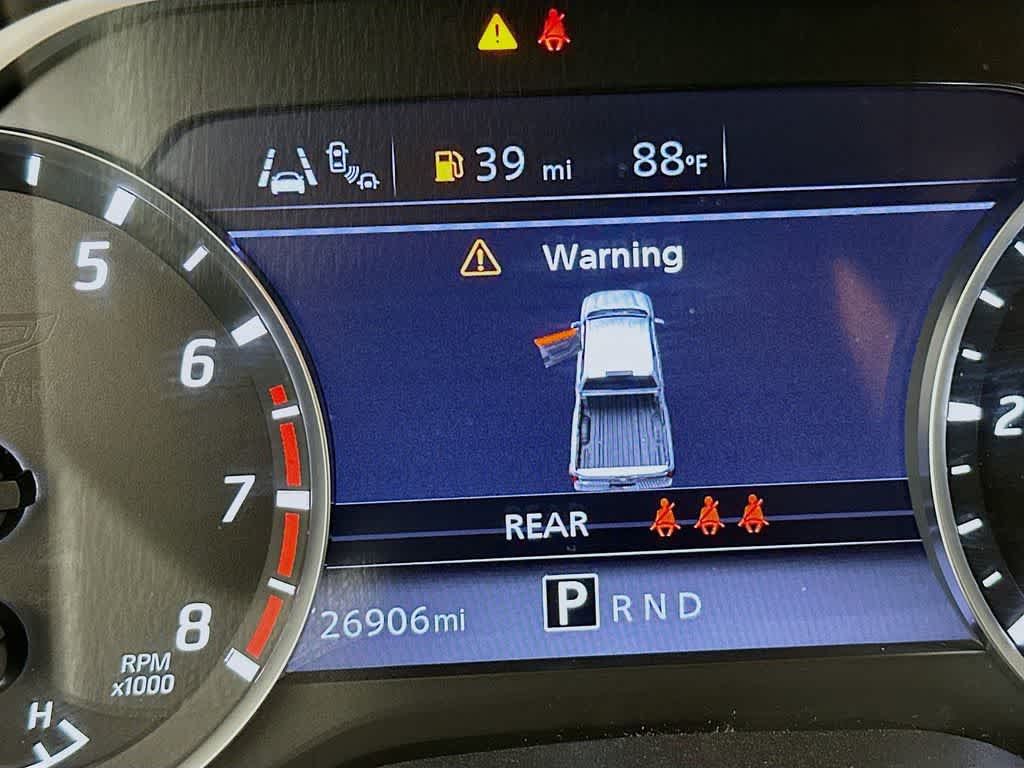 39 mi 88°F
Warning
5
6
7
8
RPM
x1000
H
2
REAR
26906mi P R N D